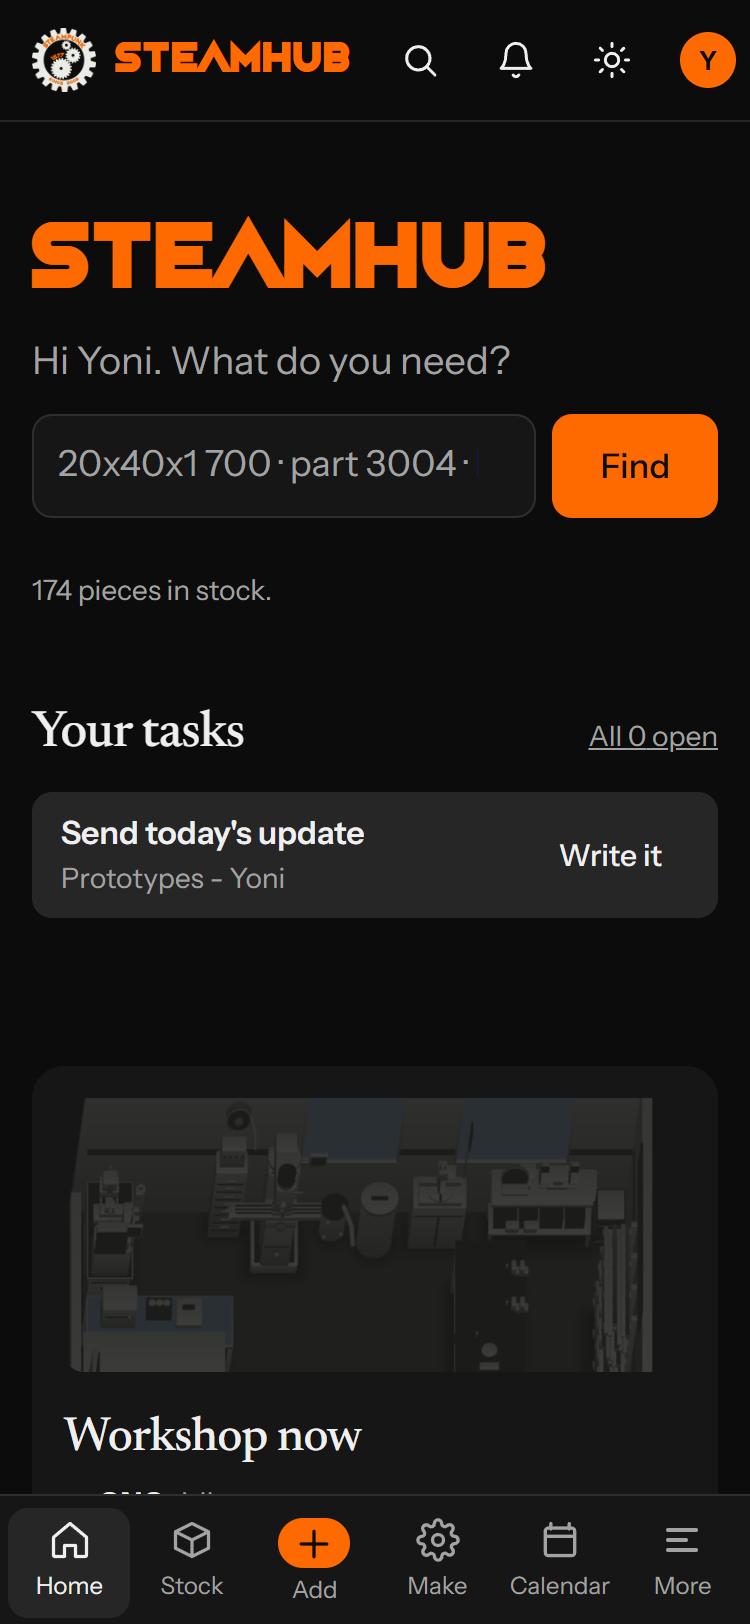 STEAMHUB
Y
STEAMHUB
Hi Yoni. What do you need?
20x40x1 700 · part 3004 ·
Find
174 pieces in stock.
Your tasks
All 0 open
Send today's update
Prototypes - Yoni
Write it
Workshop now
Home
Stock
Add
Make
Calendar
More